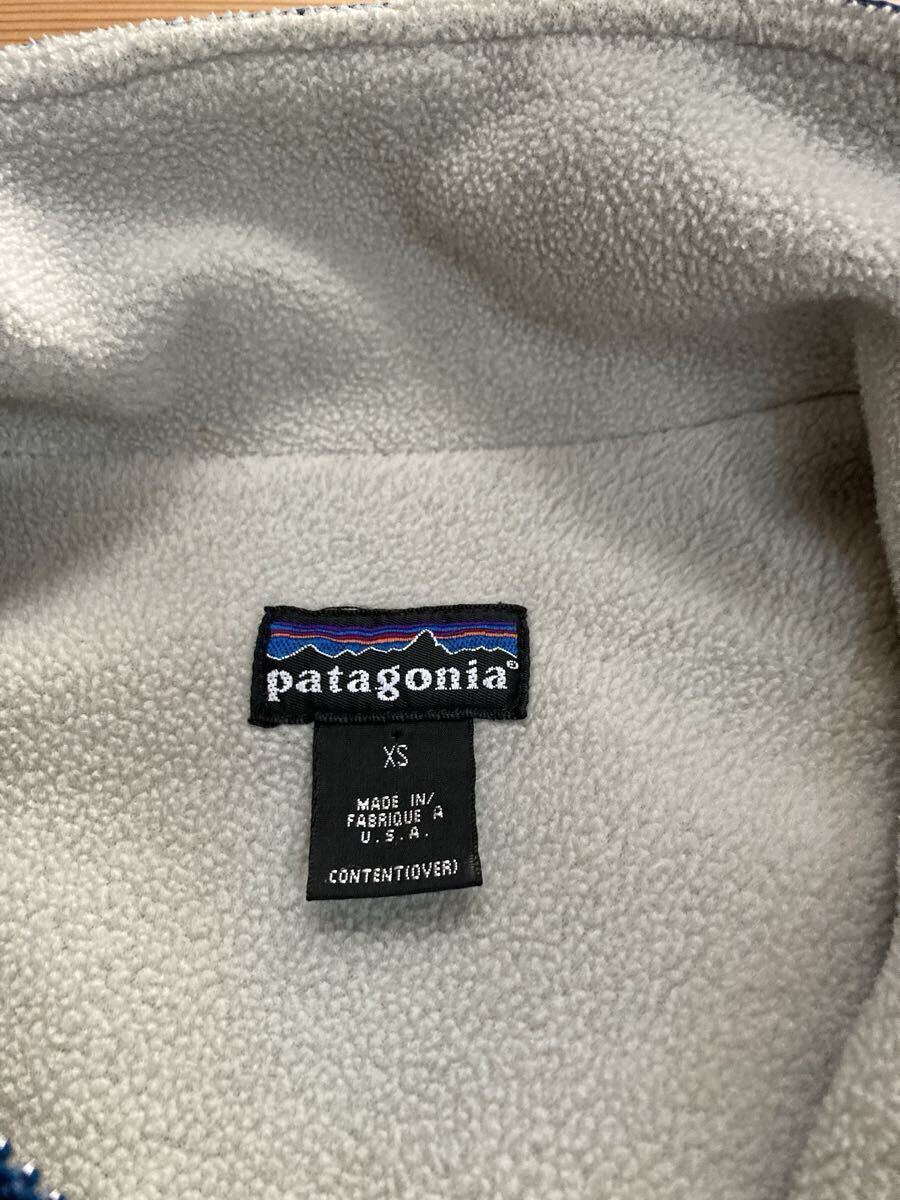 patagonia®
XS
MADE IN/
FABRIQUE A
U.S.A.
CONTENT(OVER)